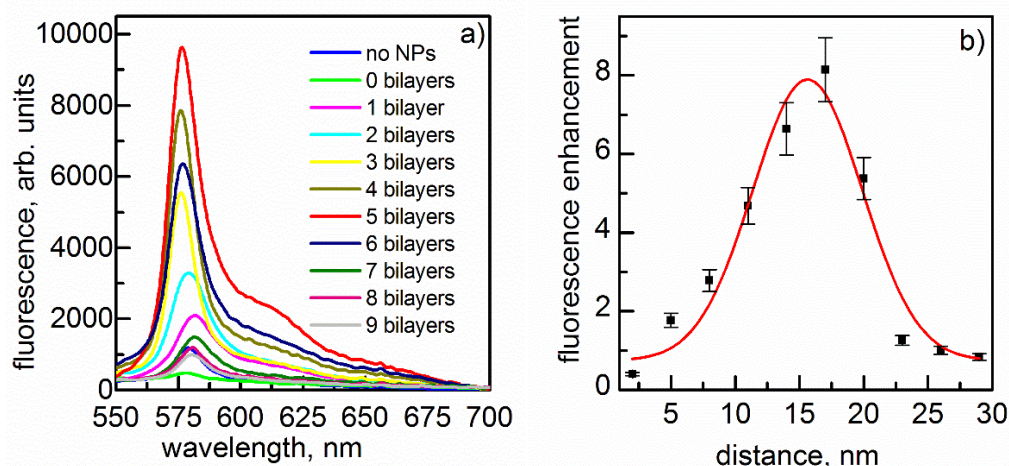 a)
fluorescence, arb. units
10000
8000
6000
4000
2000
0
no NPs
0 bilayers
1 bilayer
2 bilayers
3 bilayers
4 bilayers
5 bilayers
6 bilayers
7 bilayers
8 bilayers
9 bilayers
550 575 600 625 650 675 700
wavelength, nm
b)
fluorescence enhancement
8
6
4
2
0
5 10 15 20 25 30
distance, nm